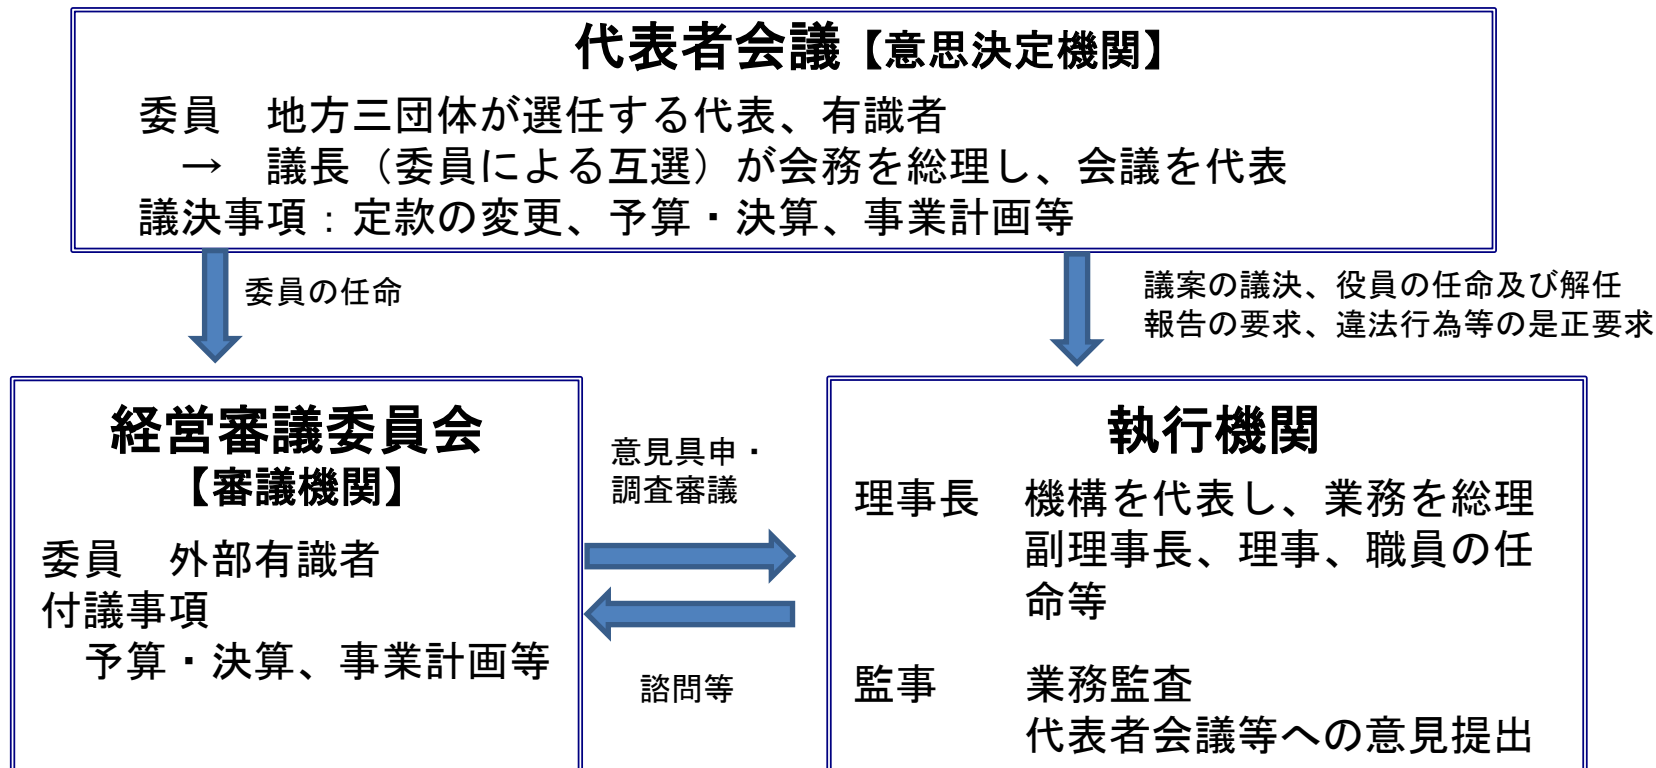 代表者会議【意思決定機関】
委員　地方三団体が選任する代表、有識者
→　議長（委員による互選）が会務を総理し、会議を代表
議決事項：定款の変更、予算・決算、事業計画等
委員の任命
議案の議決、役員の任命及び解任
報告の要求、違法行為等の是正要求
経営審議委員会
【審議機関】
委員　外部有識者
付議事項
予算・決算、事業計画等
意見具申・
調査審議
諮問等
執行機関
理事長　機構を代表し、業務を総理
副理事長、理事、職員の任
命等
監事　業務監査
代表者会議等への意見提出